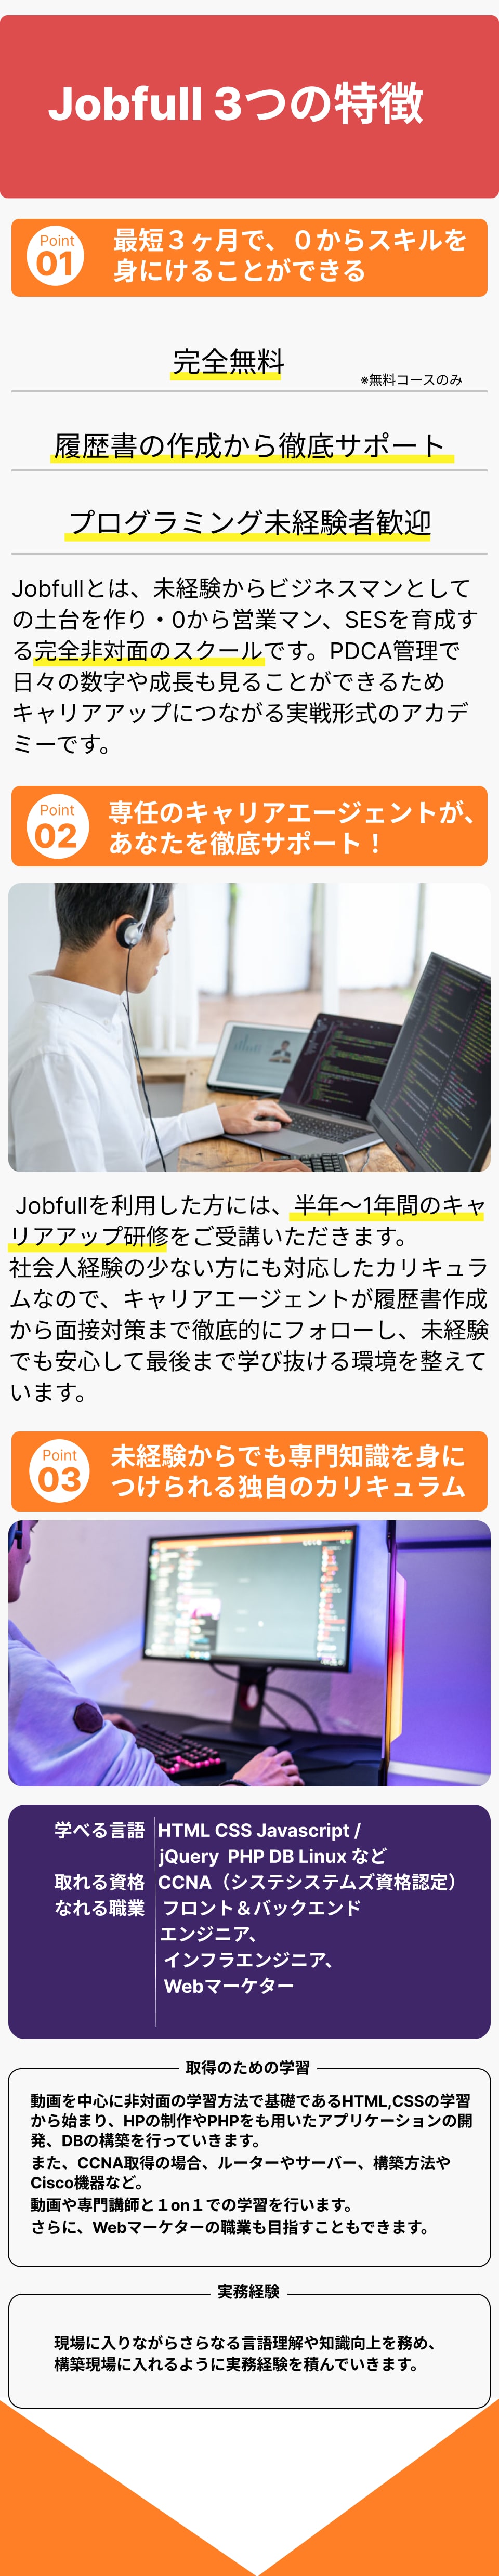 Jobfull 3つの特徴
Point
01
最短３ヶ月で、０からスキルを
身にけることができる
完全無料
※無料コースのみ
履歴書の作成から徹底サポート
プログラミング未経験者歓迎
Jobfullとは、未経験からビジネスマンとして
の土台を作り・0から営業マン、SESを育成す
る完全非対面のスクールです。PDCA管理で
日々の数字や成長も見ることができるため
キャリアアップにつながる実戦形式のアカデ
ミーです。
Point
02
専任のキャリアエージェントが、
あなたを徹底サポート！
Jobfullを利用した方には、半年〜1年間のキャ
リアアップ研修をご受講いただきます。
社会人経験の少ない方にも対応したカリキュラ
ムなので、キャリアエージェントが履歴書作成
から面接対策まで徹底的にフォローし、未経験
でも安心して最後まで学び抜ける環境を整えて
います。
Point
03
未経験からでも専門知識を身に
つけられる独自のカリキュラム
学べる言語 HTML CSS Javascript /
jQuery PHP DB Linux など
取れる資格 CCNA（シスデシステムズ資格認定）
なれる職業 フロント＆バックエンド
エンジニア、
インフラエンジニア、
Webマーケター
取得のための学習
動画を中心に非対面の学習方法で基礎であるHTML,CSSの学習
から始まり、HPの制作やPHPをも用いたアプリケーションの開
発、DBの構築を行っていきます。
また、CCNA取得の場合、ルーターやサーバー、構築方法や
Cisco機器など。
動画や専門講師と１on１での学習を行います。
さらに、Webマーケターの職業も目指すこともできます。
実務経験
現場に入りながらさらなる言語理解や知識向上を務め、
構築現場に入れるように実務経験を積んでいきます。